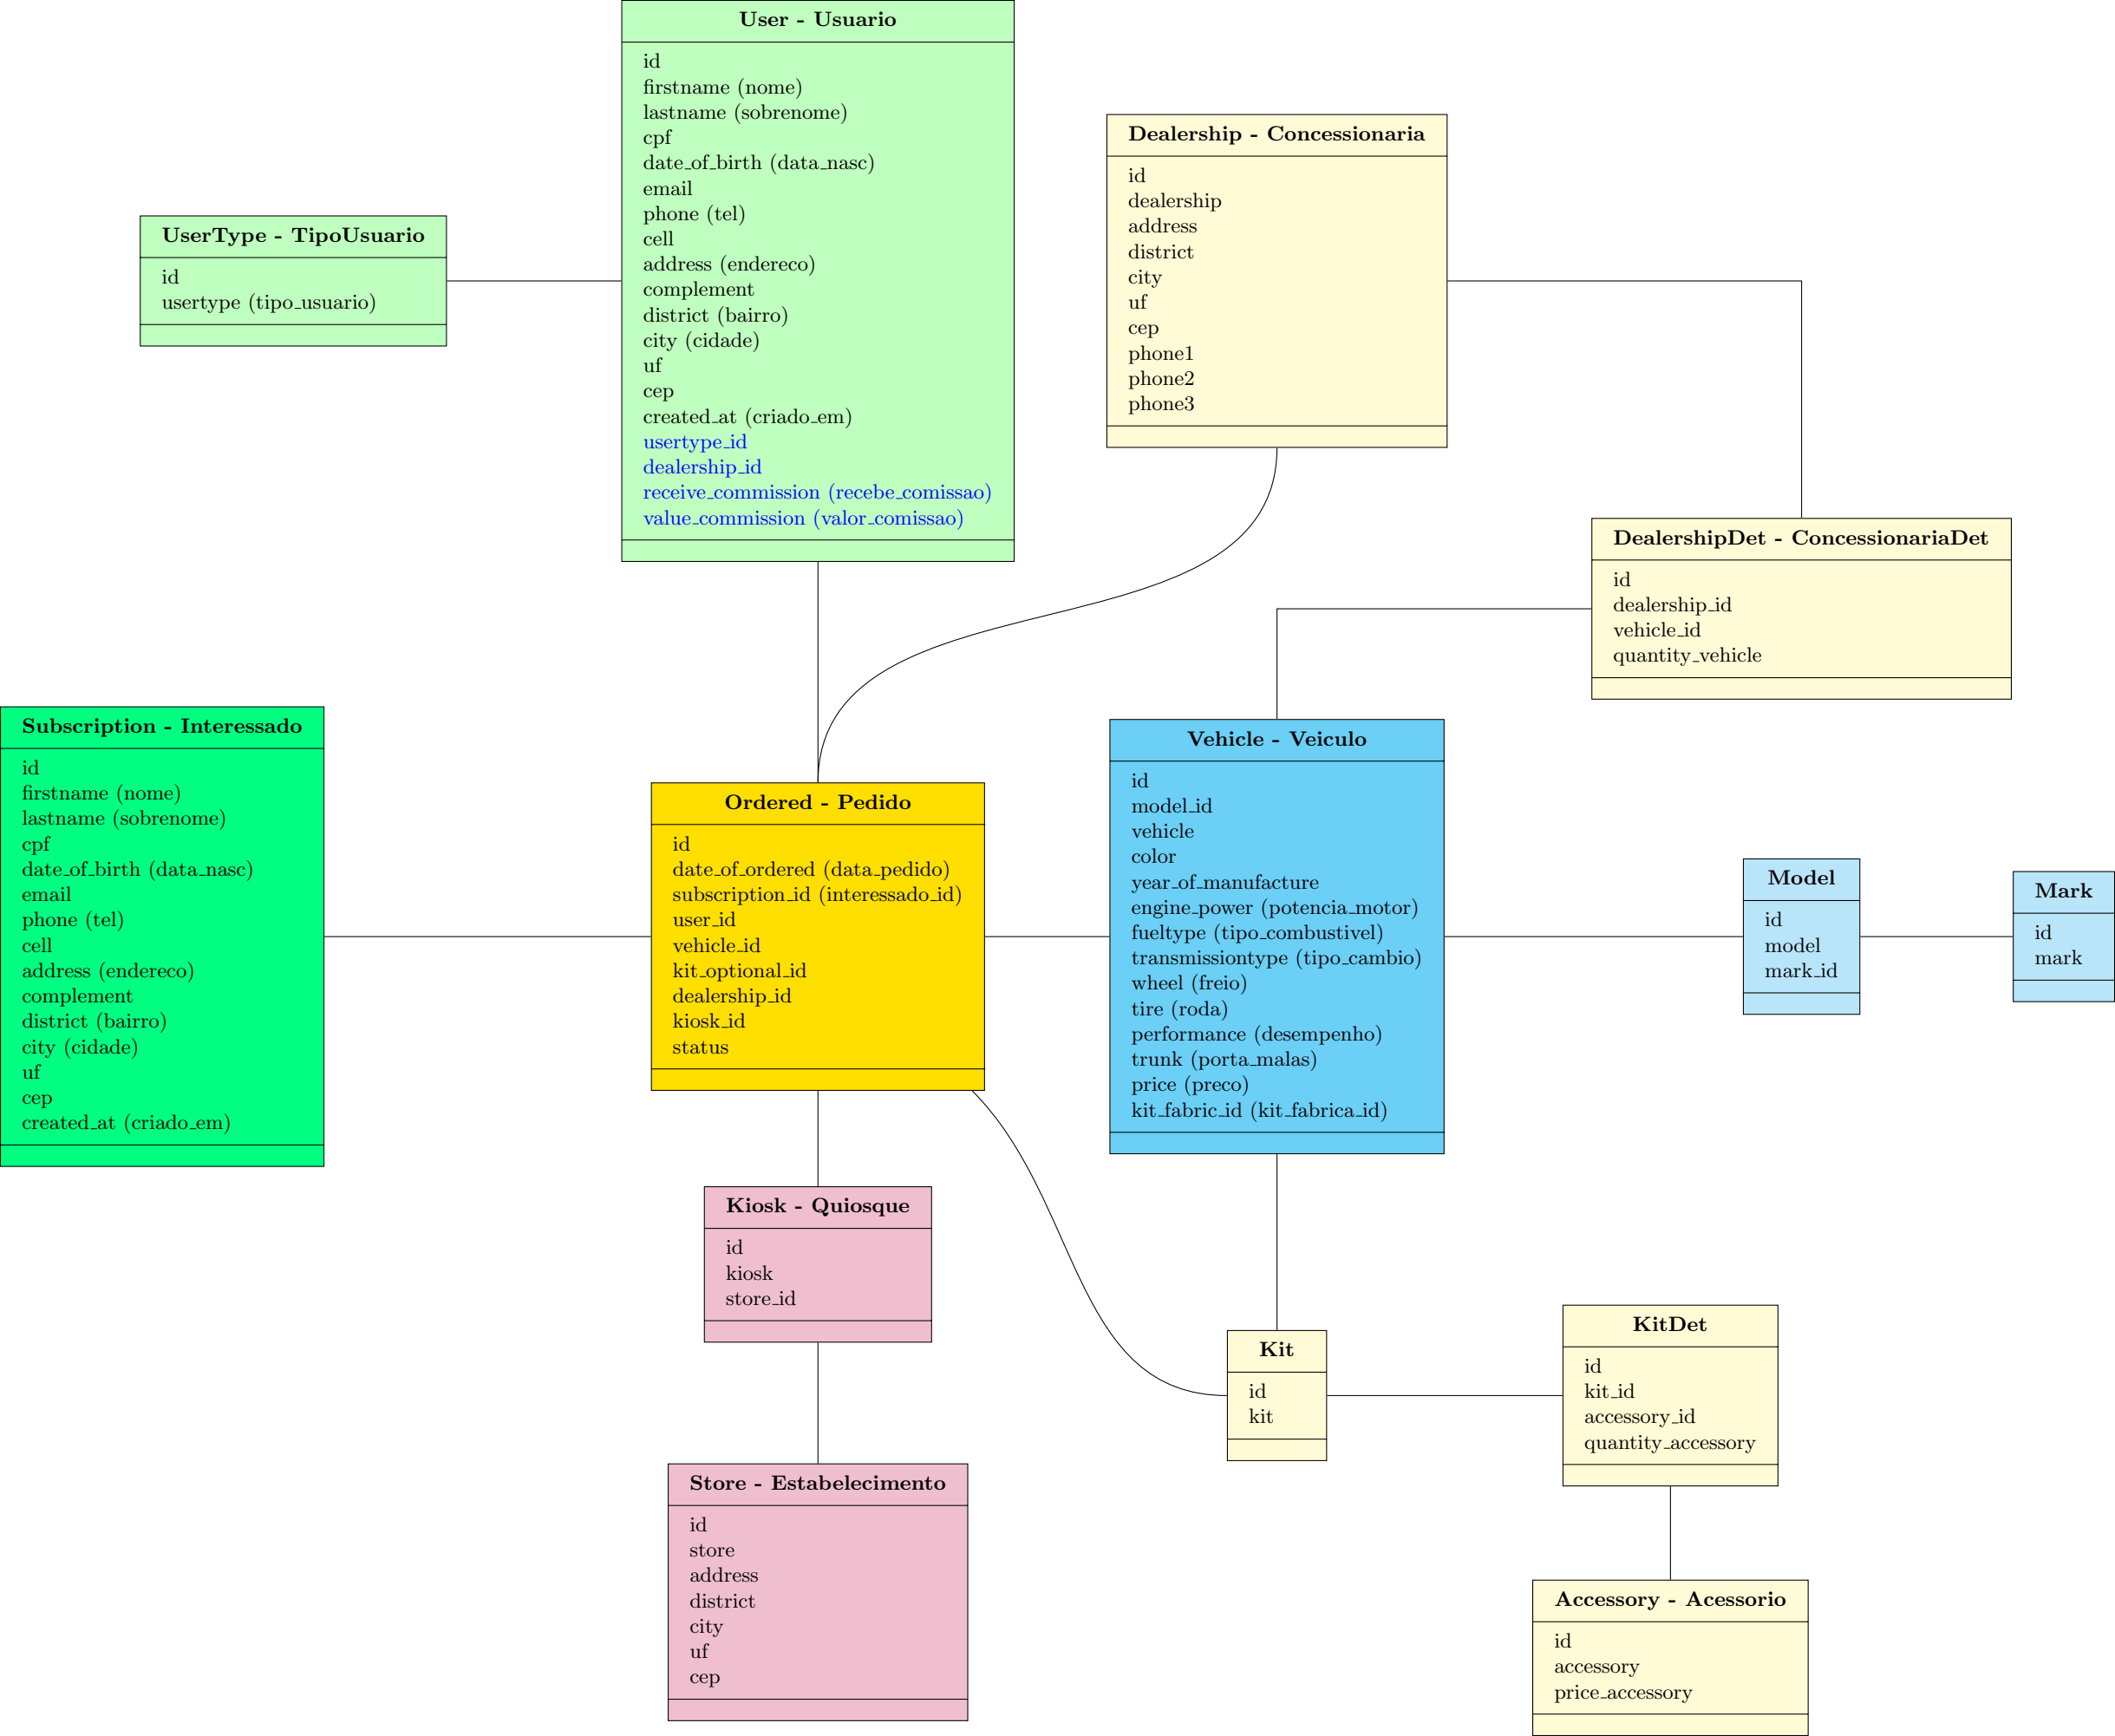 User - Usuario
id
firstname (nome)
lastname (sobrenome)
cpf
date_of_birth (data_nasc)
email
phone (tel)
cell
address (endereco)
complement
district (bairro)
city (cidade)
uf
cep
created_at (criado_em)
usertype_id
dealership_id
receive_commission (recebe_comissao)
value_commission (valor_comissao)
Dealership - Concessionaria
id
dealership
address
district
city
uf
cep
phone1
phone2
phone3
UserType - TipoUsuario
id
usertype (tipo_usuario)
DealershipDet - ConcessionariaDet
id
dealership_id
vehicle_id
quantity_vehicle
Subscription - Interessado
id
firstname (nome)
lastname (sobrenome)
cpf
date_of_birth (data_nasc)
email
phone (tel)
cell
address (endereco)
complement
district (bairro)
city (cidade)
uf
cep
created_at (criado_em)
Ordered - Pedido
id
date_of_ordered (data_pedido)
subscription_id (interessado_id)
user_id
vehicle_id
kit_optional_id
dealership_id
kiosk_id
status
Vehicle - Veiculo
id
model_id
vehicle
color
year_of_manufacture
engine_power (potencia_motor)
fueltype (tipo_combustivel)
transmissiontype (tipo_cambio)
wheel (freio)
tire (roda)
performance (desempenho)
trunk (porta_malas)
price (preco)
kit_fabric_id (kit_fabrica_id)
Model
id
model
mark_id
Mark
id
mark
Kiosk - Quiosque
id
kiosk
store_id
Kit
id
kit
KitDet
id
kit_id
accessory_id
quantity_accessory
Store - Estabelecimento
id
store
address
district
city
uf
cep
Accessory - Acessorio
id
accessory
price_accessory